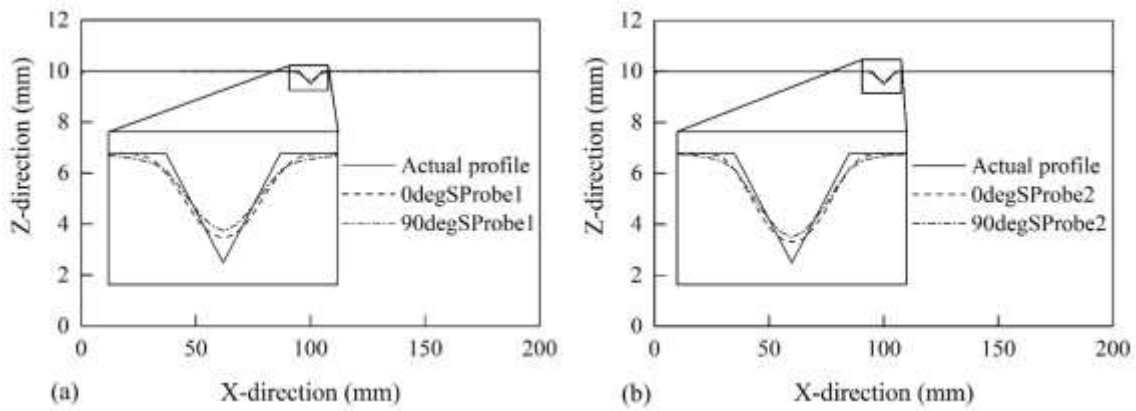 12
10
8
6
4
2
0
Z-direction (mm)
Actual profile
0degSProbe1
90degSProbe1
0
50
100
150
200
(a)
X-direction (mm)
12
10
8
6
4
2
0
Z-direction (mm)
Actual profile
0degSProbe2
90degSProbe2
0
50
100
150
200
(b)
X-direction (mm)